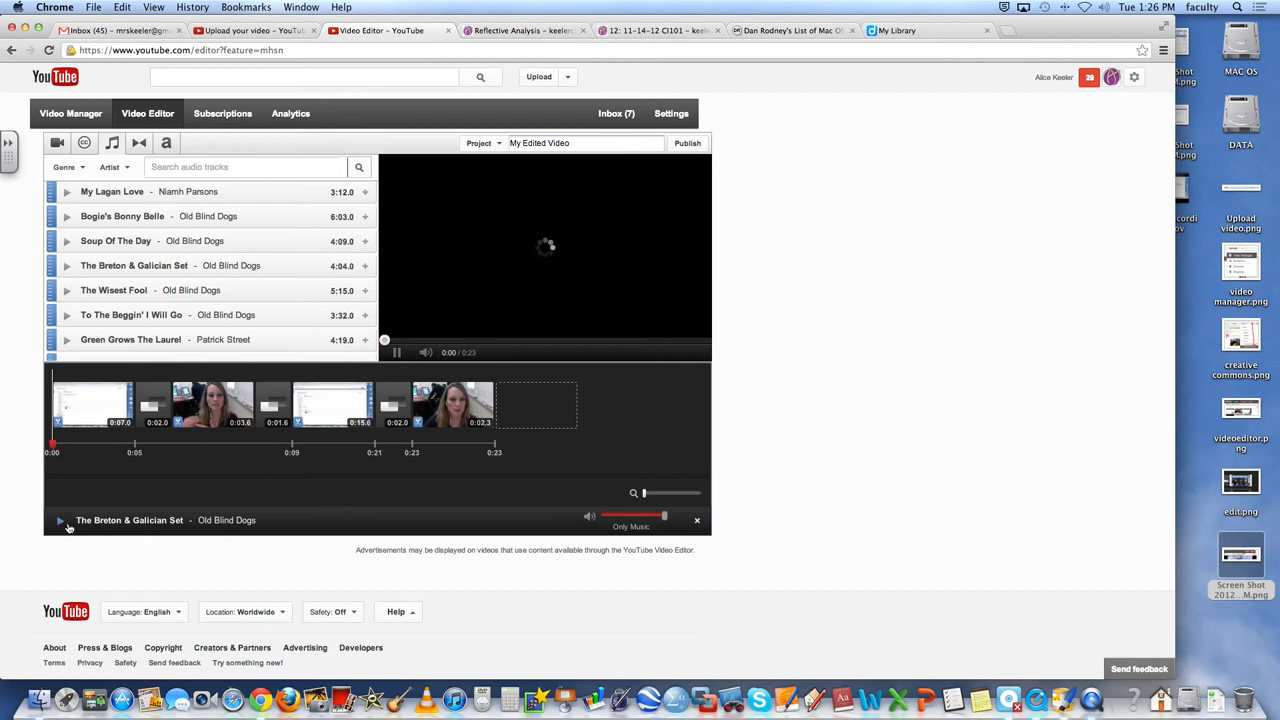 Chrome File Edit View History Bookmarks Window Help Tue 1:26 PM faculty
Inbox (45) – mrskeeler@gm Upload your video – YouTube Video Editor – YouTube Reflective Analysis – keelerc 12: 11-14-12 CI101 – keele Dan Rodney's List of Mac OS My Library
https://www.youtube.com/editor?feature=mhsn
YouTube Upload Alice Keeler 29
Video Manager Video Editor Subscriptions Analytics Inbox (7) Settings
CC a Project My Edited Video Publish
Genre Artist Search audio tracks
My Lagan Love - Niamh Parsons 3:12.0 +
Bogie's Bonny Belle - Old Blind Dogs 6:03.0 +
Soup Of The Day - Old Blind Dogs 4:09.0 +
The Breton & Galician Set - Old Blind Dogs 4:04.0 +
The Wisest Fool - Old Blind Dogs 5:15.0 +
To The Beggin' I Will Go - Old Blind Dogs 3:32.0 +
Green Grows The Laurel - Patrick Street 4:19.0 +
0:00 / 0:23
0:07.0 0:02.0 0:03.6 0:01.6 0:15.6 0:02.0 0:02.3
0:00 0:05 0:09 0:21 0:23 0:23
The Breton & Galician Set - Old Blind Dogs
Only Music
Advertisements may be displayed on videos that use content available through the YouTube Video Editor.
YouTube Language: English Location: Worldwide Safety: Off Help
About Press & Blogs Copyright Creators & Partners Advertising Developers
Terms Privacy Safety Send feedback Try something new!
Send feedback
MAC OS
DATA
Upload
video.png
video
manager.png
creative
commons.png
videoeditor.p
ng
edit.png
Screen Shot
2012...M.png